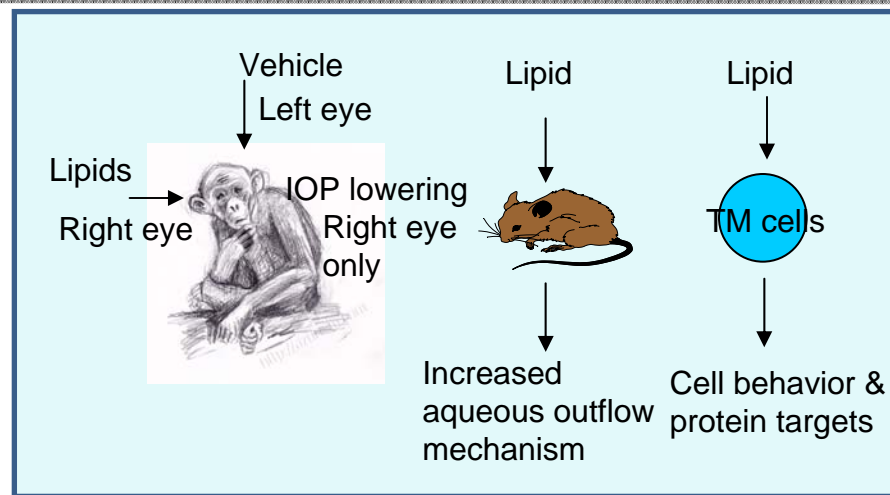 Vehicle
Left eye
Lipids
Right eye
IOP lowering
Right eye
only
Lipid
Increased
aqueous outflow
mechanism
Lipid
TM cells
Cell behavior &
protein targets